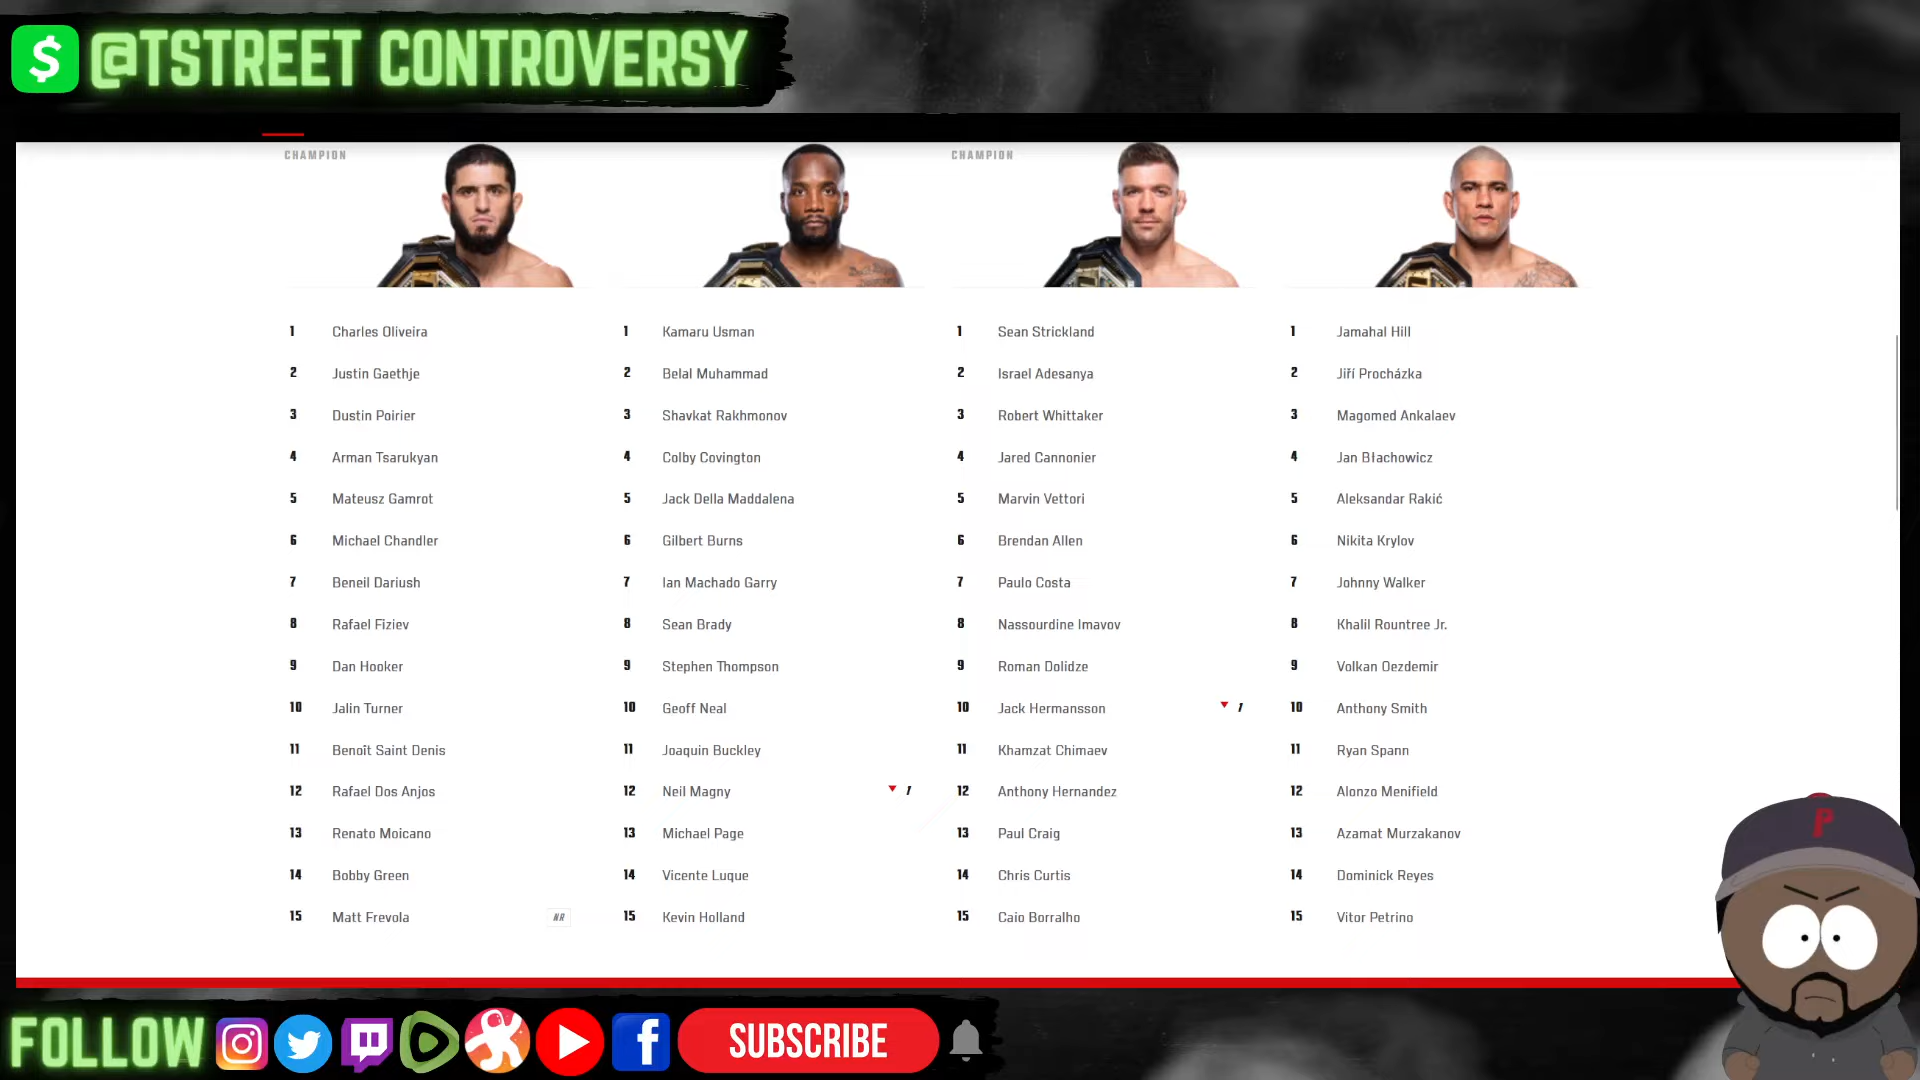 $ @TSTREET CONTROVERSY
CHAMPION
CHAMPION
1 Charles Oliveira
2 Justin Gaethje
3 Dustin Poirier
4 Arman Tsarukyan
5 Mateusz Gamrot
6 Michael Chandler
7 Beneil Dariush
8 Rafael Fiziev
9 Dan Hooker
10 Jalin Turner
11 Benoît Saint Denis
12 Rafael Dos Anjos
13 Renato Moicano
14 Bobby Green
15 Matt Frevola NR
1 Kamaru Usman
2 Belal Muhammad
3 Shavkat Rakhmonov
4 Colby Covington
5 Jack Della Maddalena
6 Gilbert Burns
7 Ian Machado Garry
8 Sean Brady
9 Stephen Thompson
10 Geoff Neal
11 Joaquin Buckley
12 Neil Magny 1
13 Michael Page
14 Vicente Luque
15 Kevin Holland
1 Sean Strickland
2 Israel Adesanya
3 Robert Whittaker
4 Jared Cannonier
5 Marvin Vettori
6 Brendan Allen
7 Paulo Costa
8 Nassourdine Imavov
9 Roman Dolidze
10 Jack Hermansson 1
11 Khamzat Chimaev
12 Anthony Hernandez
13 Paul Craig
14 Chris Curtis
15 Caio Borralho
1 Jamahal Hill
2 Jiří Procházka
3 Magomed Ankalaev
4 Jan Błachowicz
5 Aleksandar Rakić
6 Nikita Krylov
7 Johnny Walker
8 Khalil Rountree Jr.
9 Volkan Oezdemir
10 Anthony Smith
11 Ryan Spann
12 Alonzo Menifield
13 Azamat Murzakanov
14 Dominick Reyes
15 Vitor Petrino
P
FOLLOW
f
SUBSCRIBE